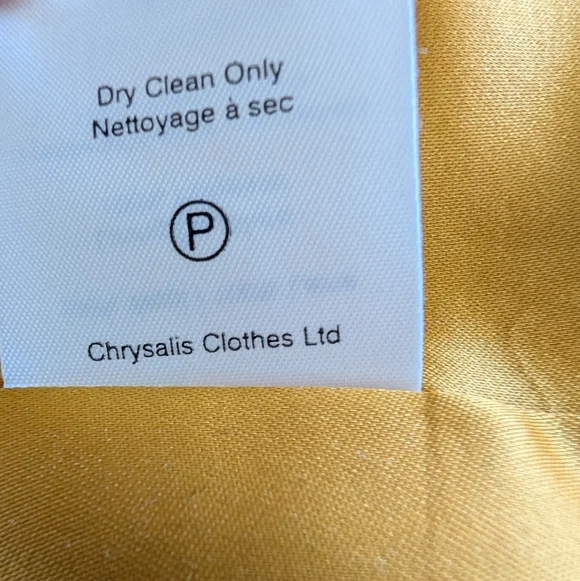 Dry Clean Only
Nettoyage à sec
P
Chrysalis Clothes Ltd